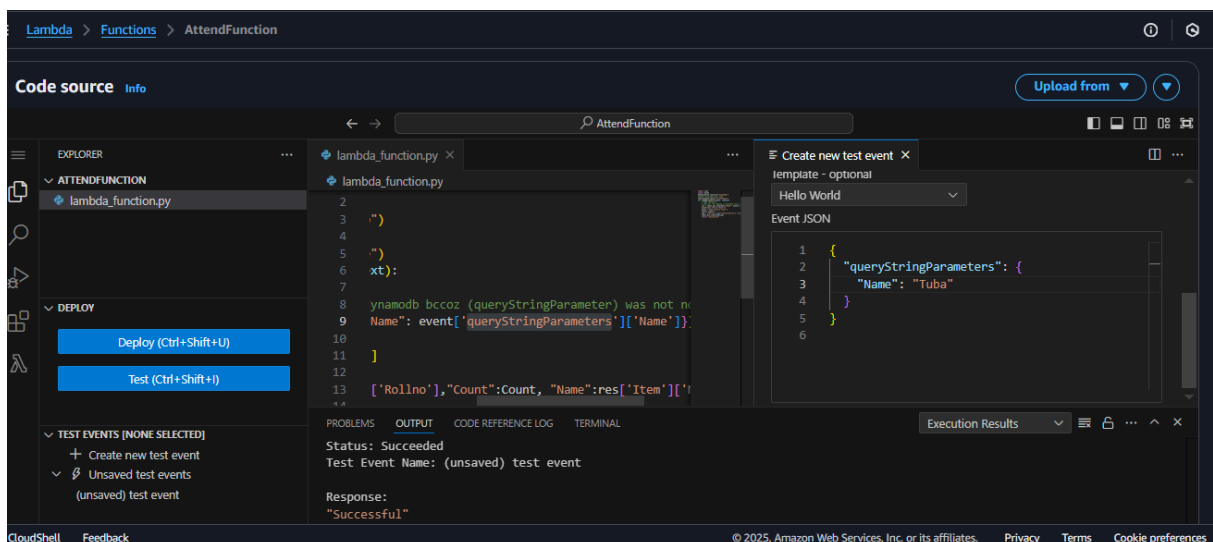 Lambda > Functions > AttendFunction
Code source Info
Upload from
AttendFunction
EXPLORER
ATTENDFUNCTION
lambda_function.py
DEPLOY
Deploy (Ctrl+Shift+U)
Test (Ctrl+Shift+I)
TEST EVENTS [NONE SELECTED]
Create new test event
Unsaved test events
(unsaved) test event
lambda_function.py
lambda_function.py
2
3 ")
4
5 ")
6 xt):
7
8 ynamodb bccoz (queryStringParameter) was not
9 Name": event['queryStringParameters']['Name']}
10
11 ]
12
13 ['Rollno'],"Count":Count, "Name":res['Item']['
Create new test event
Template - optional
Hello World
Event JSON
1 {
2 "queryStringParameters": {
3 "Name": "Tuba"
4 }
5 }
6
PROBLEMS OUTPUT CODE REFERENCE LOG TERMINAL
Execution Results
Status: Succeeded
Test Event Name: (unsaved) test event
Response:
"Successful"
CloudShell Feedback
© 2025, Amazon Web Services, Inc. or its affiliates. Privacy Terms Cookie preferences